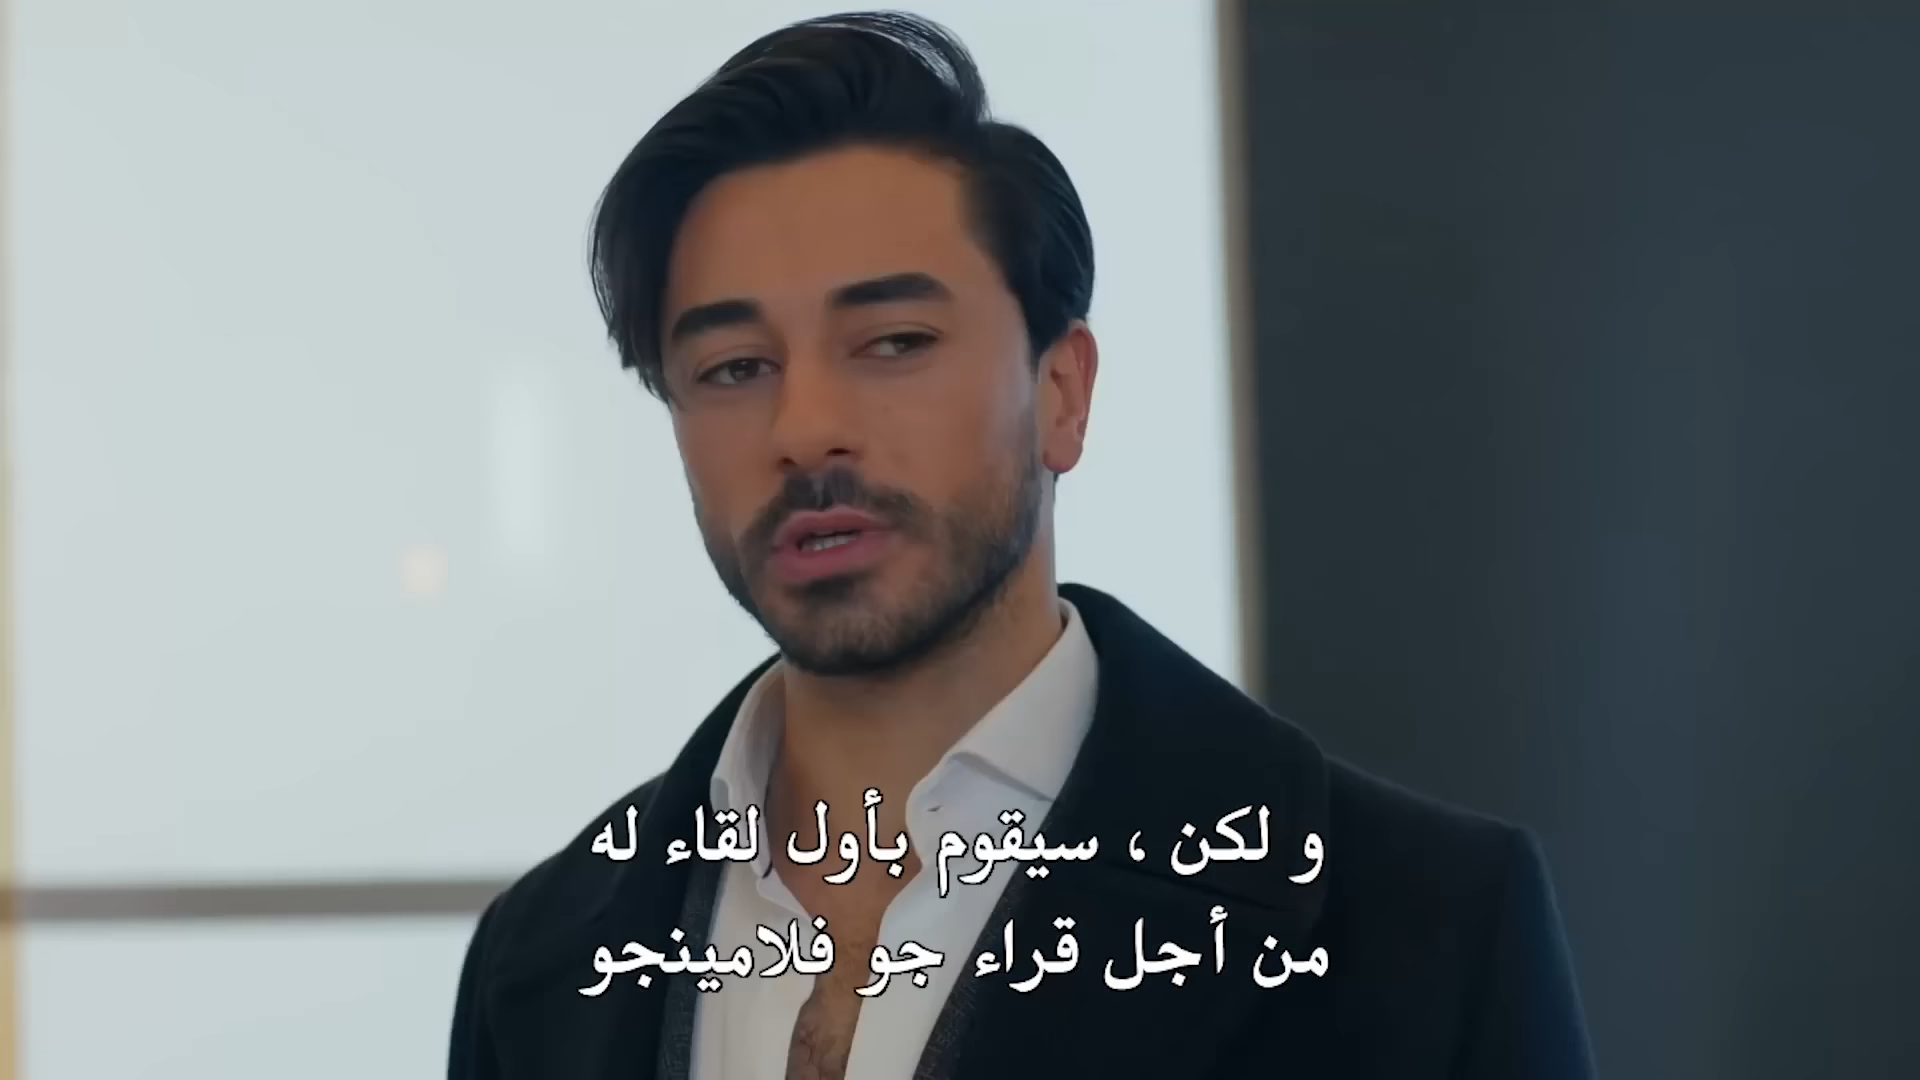 و لكن ، سيقوم بأول لقاء له
من أجل قراء جو فلامينجو